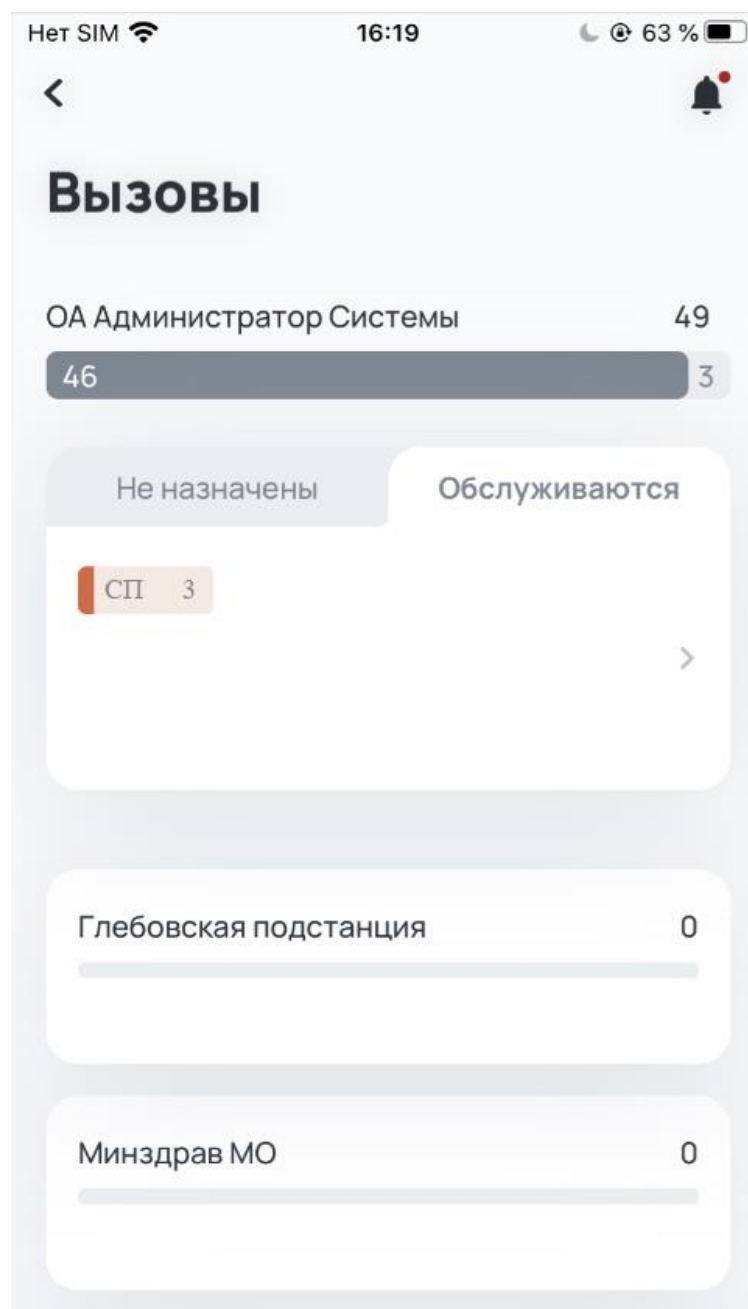 Нет SIM 16:19 63 %
Вызовы
ОА Администратор Системы 49
46 3
Не назначены Обслуживаются
СП 3
Глебовская подстанция 0
Минздрав МО 0